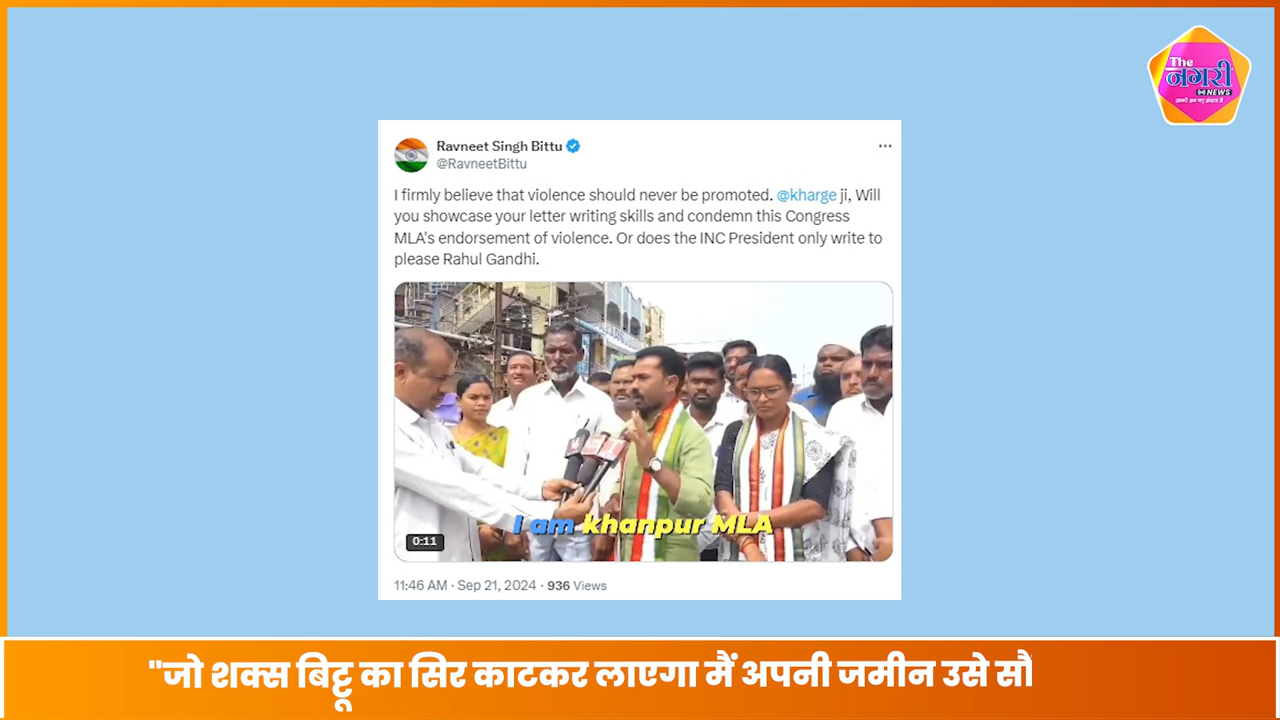 The
नगरी
NEWS
Ravneet Singh Bittu
@RavneetBittu
I firmly believe that violence should never be promoted. @kharge ji, Will
you showcase your letter writing skills and condemn this Congress
MLA's endorsement of violence. Or does the INC President only write to
please Rahul Gandhi.
I am khanpur MLA
0:11
11:46 AM · Sep 21, 2024 · 936 Views
"जो शक्स बिट्टू का सिर काटकर लाएगा मैं अपनी जमीन उसे सौ